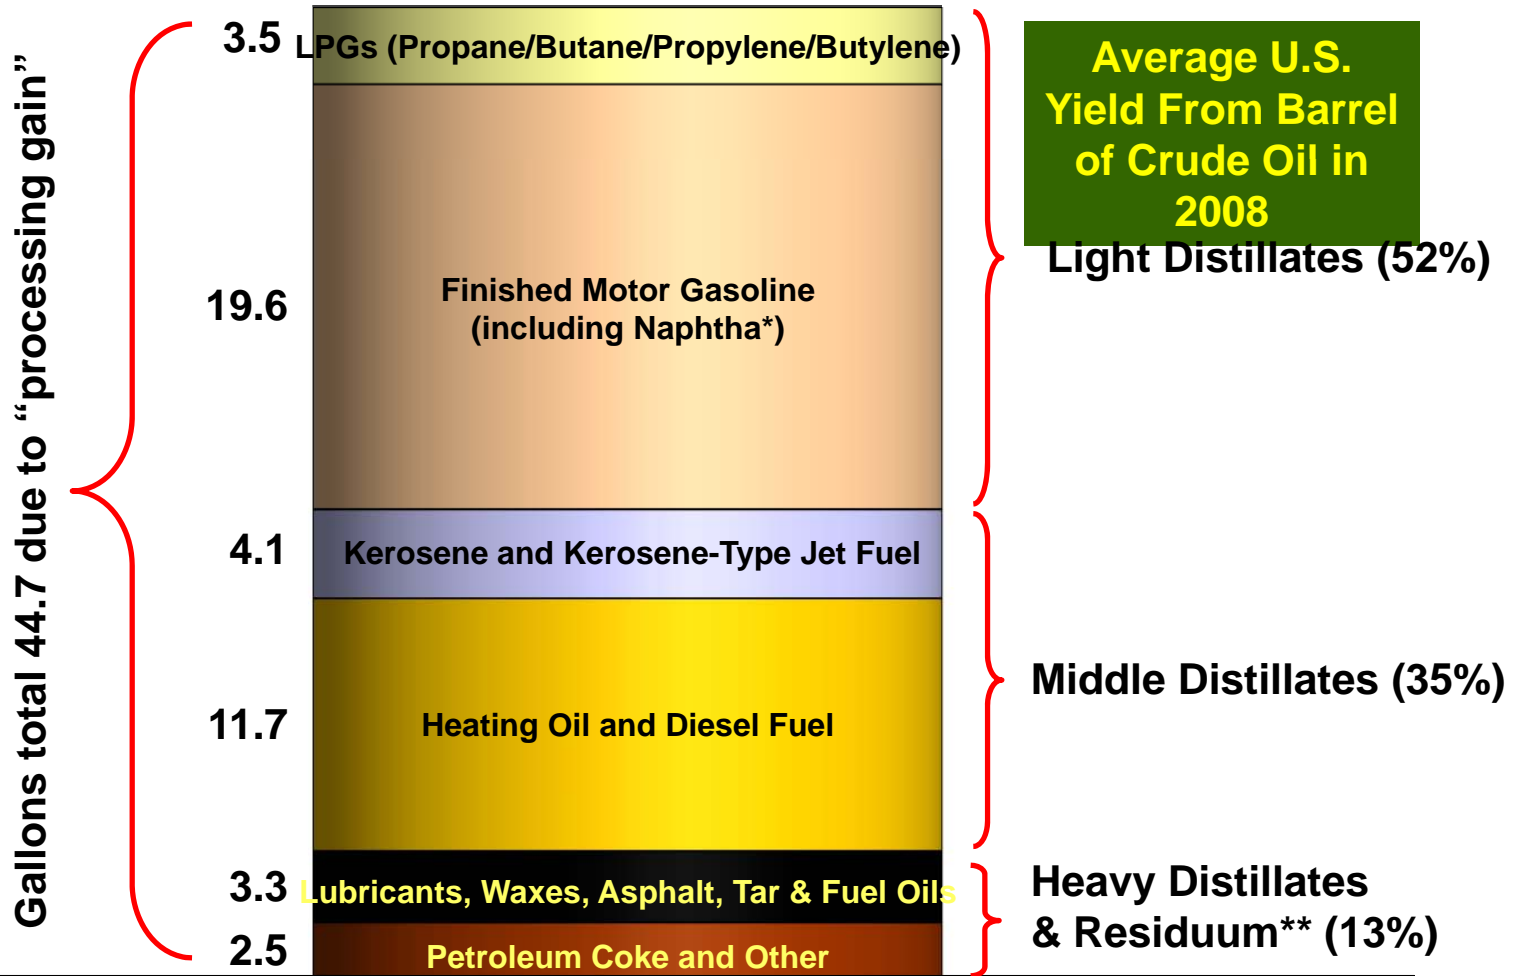 Gallons total 44.7 due to “processing gain”
Average U.S.
Yield From Barrel
of Crude Oil in
2008
3.5 LPGs (Propane/Butane/Propylene/Butylene)
19.6
Finished Motor Gasoline
(including Naphtha*)
Light Distillates (52%)
4.1 Kerosene and Kerosene-Type Jet Fuel
11.7 Heating Oil and Diesel Fuel
Middle Distillates (35%)
3.3 Lubricants, Waxes, Asphalt, Tar & Fuel Oils
2.5 Petroleum Coke and Other
Heavy Distillates
& Residuum** (13%)